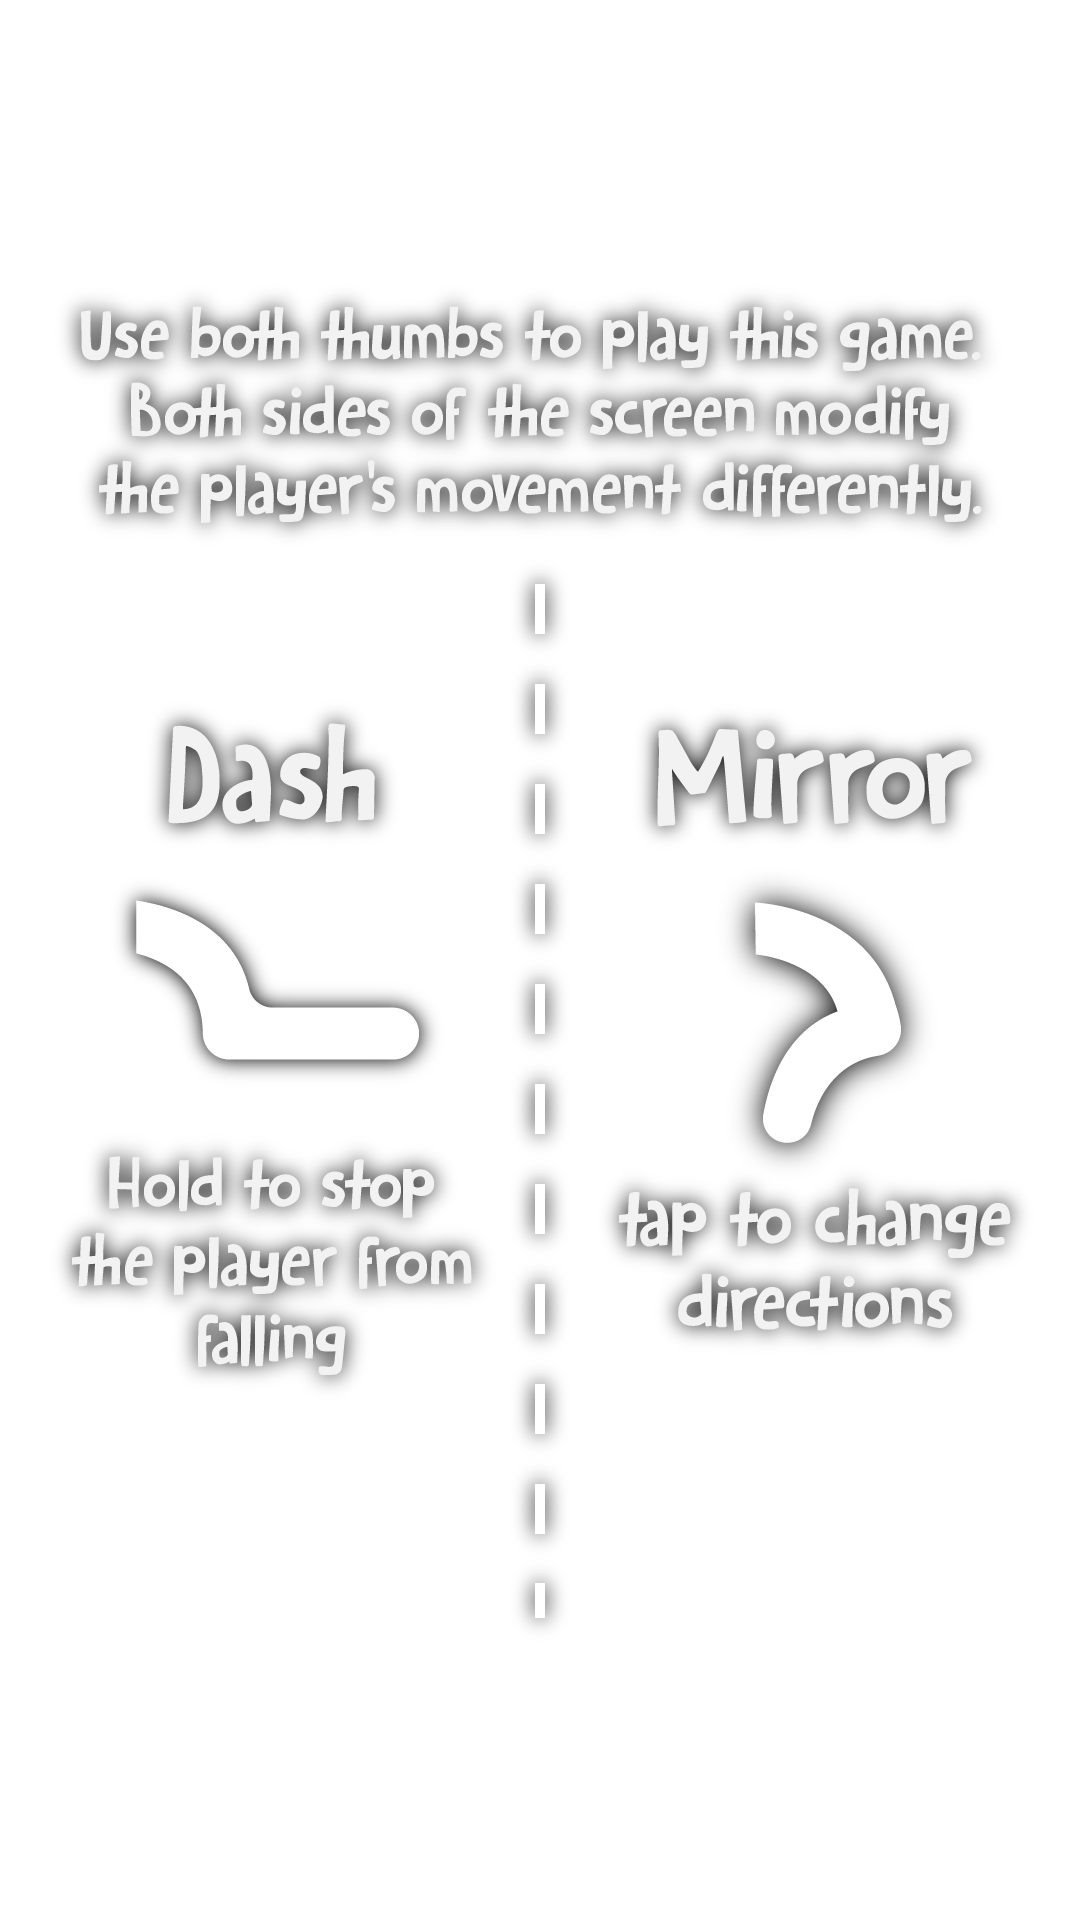 Use both thumbs to play this game.
Both sides of the screen modify
the player's movement differently.
Dash
Mirror
Hold to stop
the player from
falling
tap to change
directions